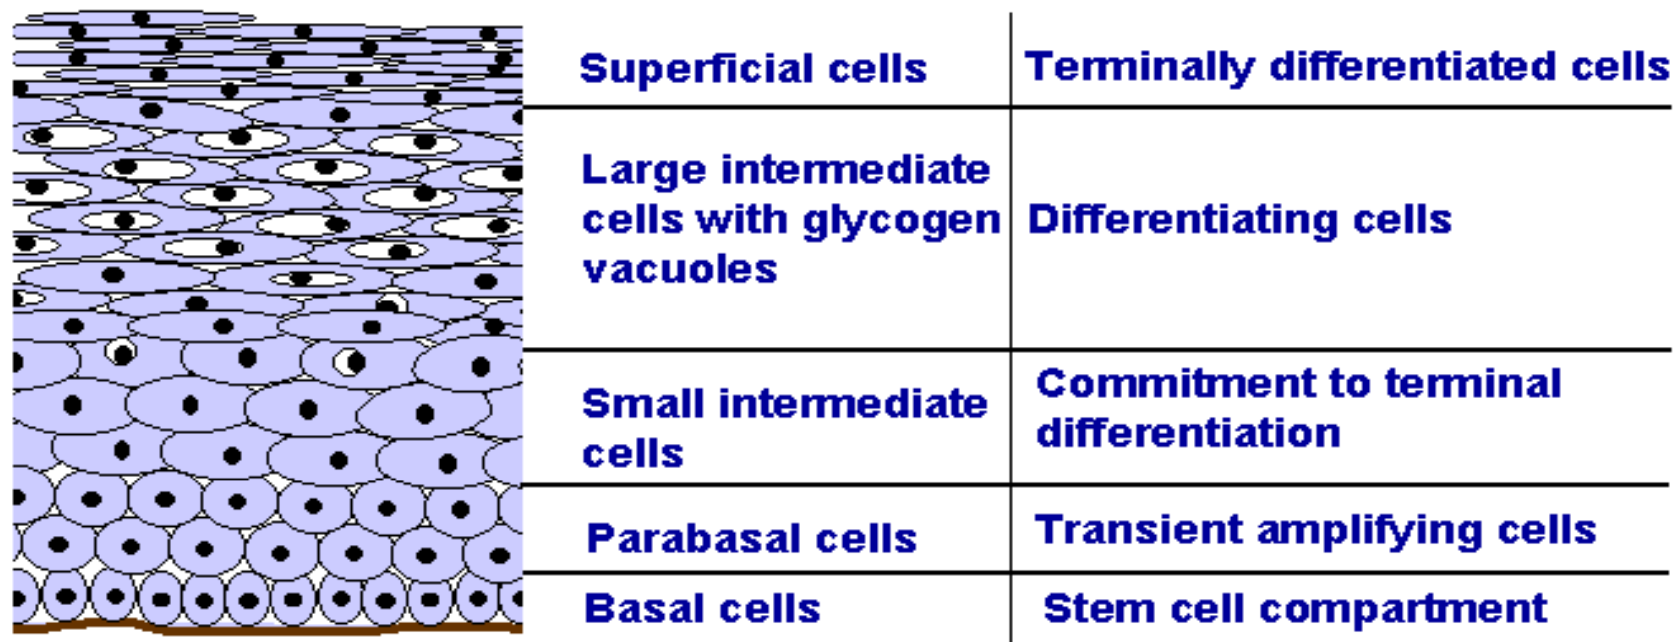 Superficial cells
Terminally differentiated cells
Large intermediate
cells with glycogen
vacuoles
Differentiating cells
Small intermediate
cells
Commitment to terminal
differentiation
Parabasal cells
Transient amplifying cells
Basal cells
Stem cell compartment